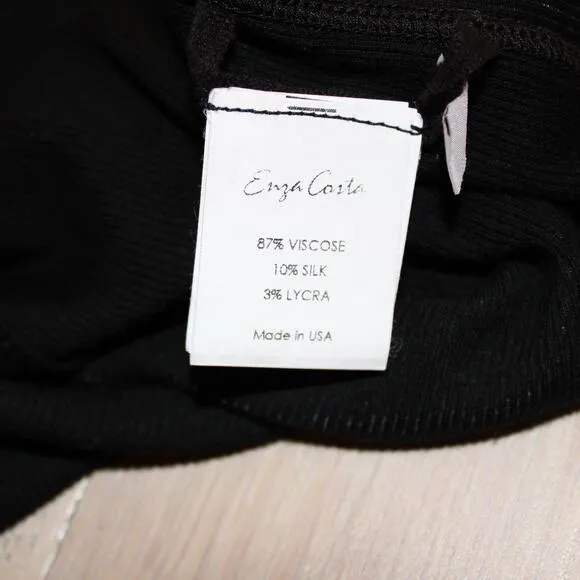 Enza Costa
87% VISCOSE
10% SILK
3% LYCRA
Made in USA